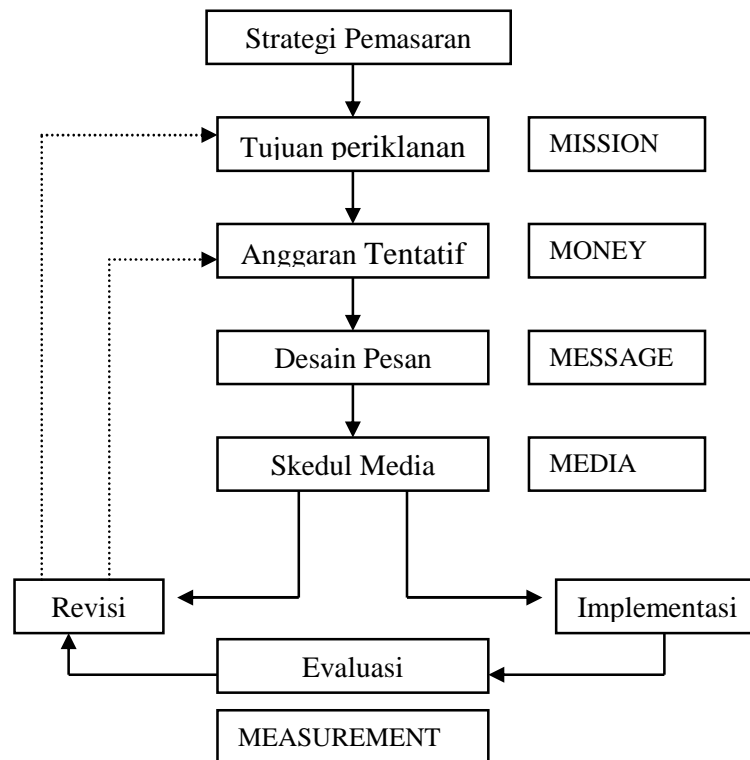 Strategi Pemasaran
Tujuan periklanan
MISSION
Anggaran Tentatif
MONEY
Desain Pesan
MESSAGE
Skedul Media
MEDIA
Revisi
Implementasi
Evaluasi
MEASUREMENT